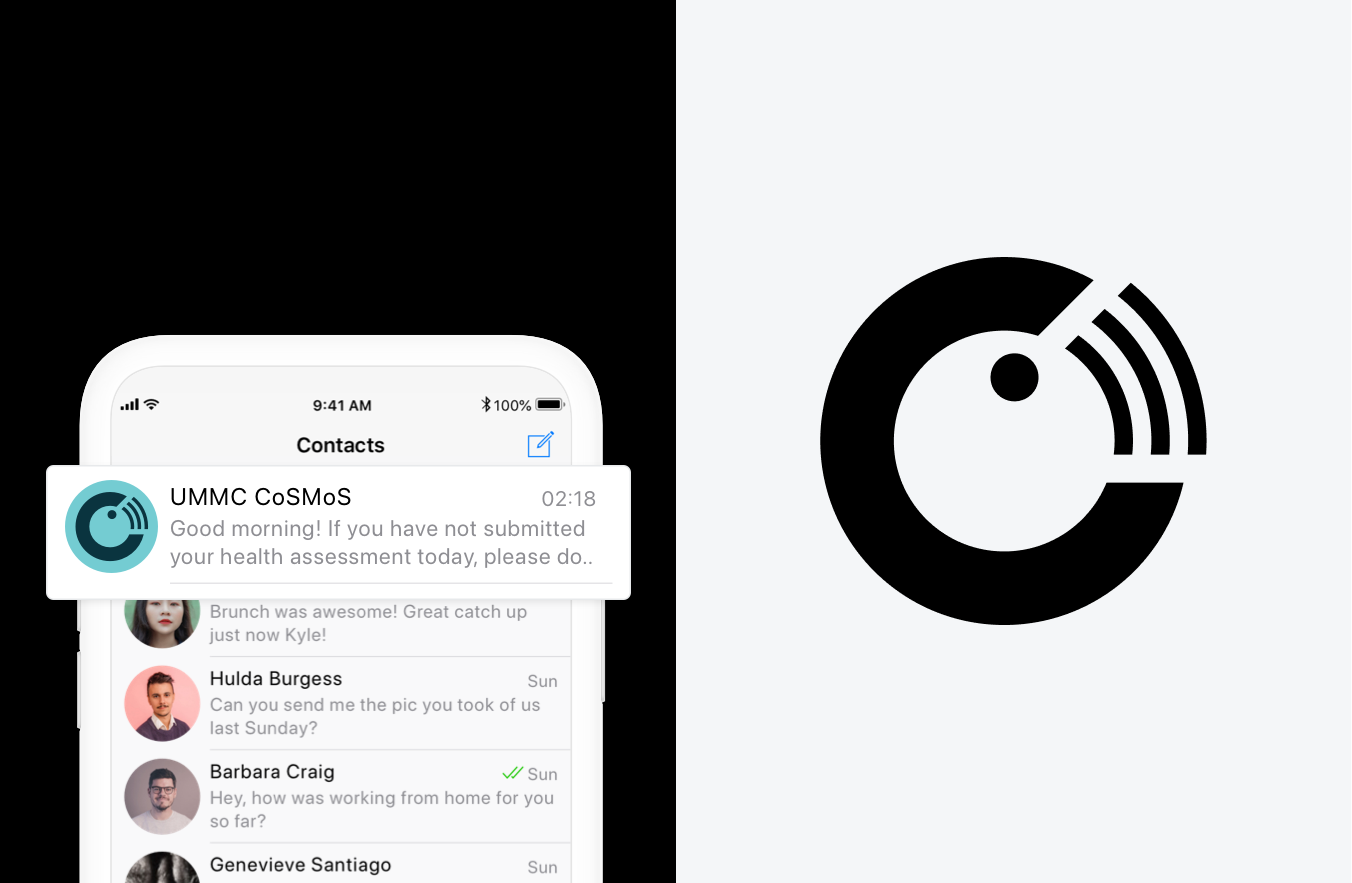 9:41 AM
100%
Contacts
UMMC CoSMoS
02:18
Good morning! If you have not submitted
your health assessment today, please do..
Brunch was awesome! Great catch up
just now Kyle!
Hulda Burgess
Sun
Can you send me the pic you took of us
last Sunday?
Barbara Craig
Sun
Hey, how was working from home for you
so far?
Genevieve Santiago
Sun